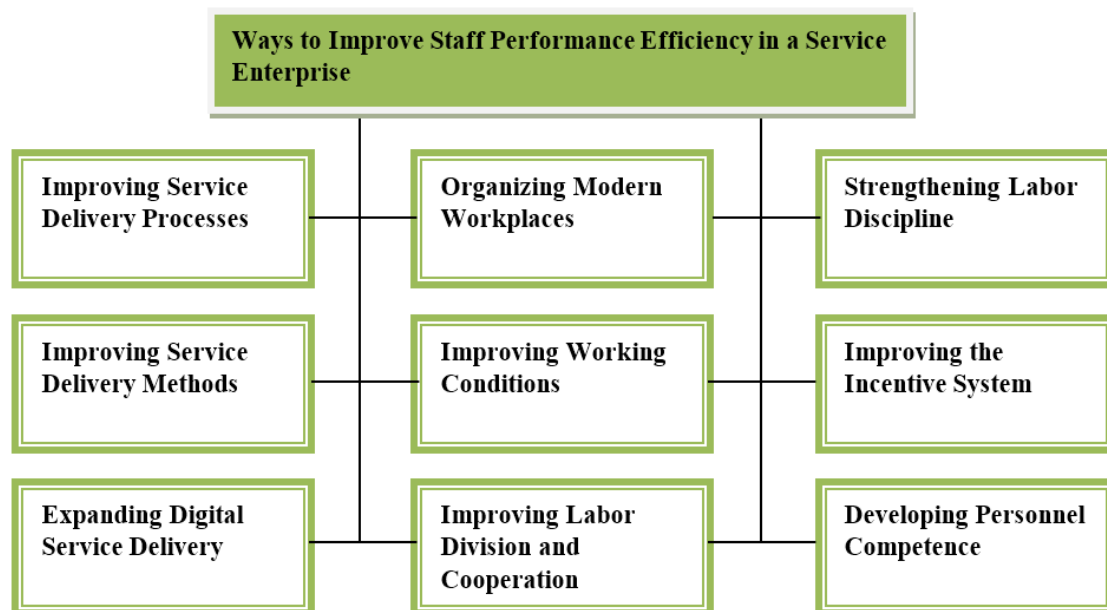 Ways to Improve Staff Performance Efficiency in a Service
Enterprise
Improving Service
Delivery Processes
Organizing Modern
Workplaces
Strengthening Labor
Discipline
Improving Service
Delivery Methods
Improving Working
Conditions
Improving the
Incentive System
Expanding Digital
Service Delivery
Improving Labor
Division and
Cooperation
Developing Personnel
Competence